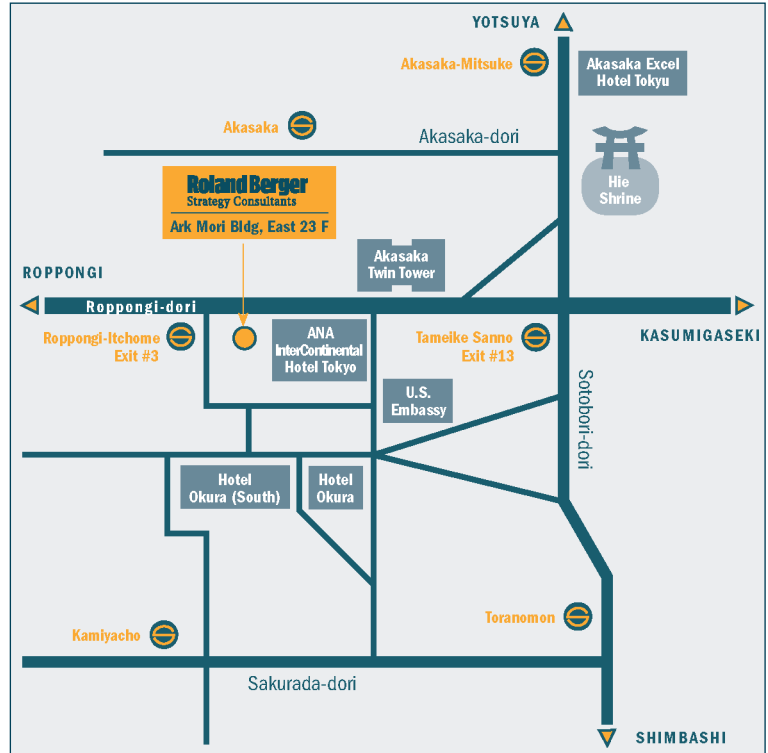 YOTSUYA
Akasaka-Mitsuke
Akasaka Excel
Hotel Tokyu
Akasaka
Akasaka-dori
Roland Berger
Strategy Consultants
Ark Mori Bldg, East 23 F
Hie
Shrine
Akasaka
Twin Tower
ROPPONGI
Roppongi-dori
KASUMIGASEKI
Roppongi-Itchome
Exit #3
ANA
InterContinental
Hotel Tokyo
Tameike Sanno
Exit #13
U.S.
Embassy
Sotobori-dori
Hotel
Okura (South)
Hotel
Okura
Toranomon
Kamiyacho
Sakurada-dori
SHIMBASHI